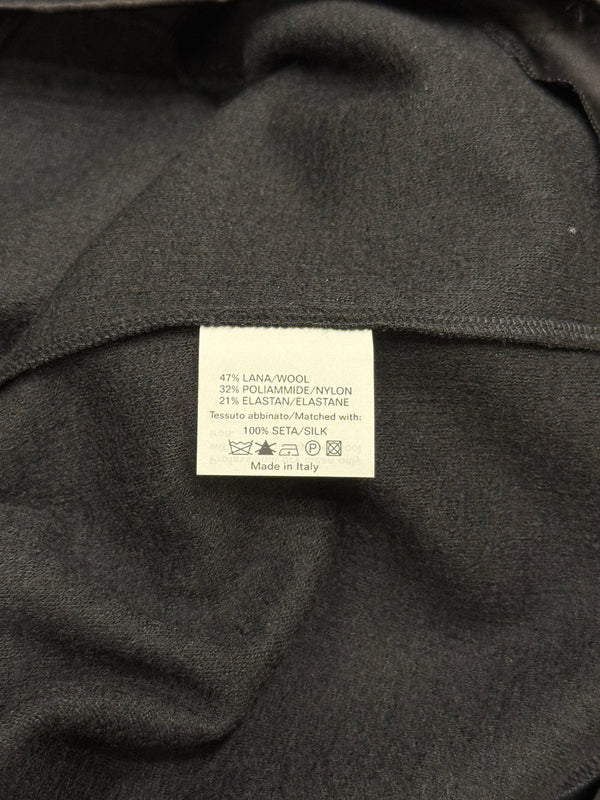 47% LANA/WOOL
32% POLIAMMIDE/NYLON
21% ELASTAN/ELASTANE
Tessuto abbinato/Matched with:
100% SETA/SILK
P
Made in Italy